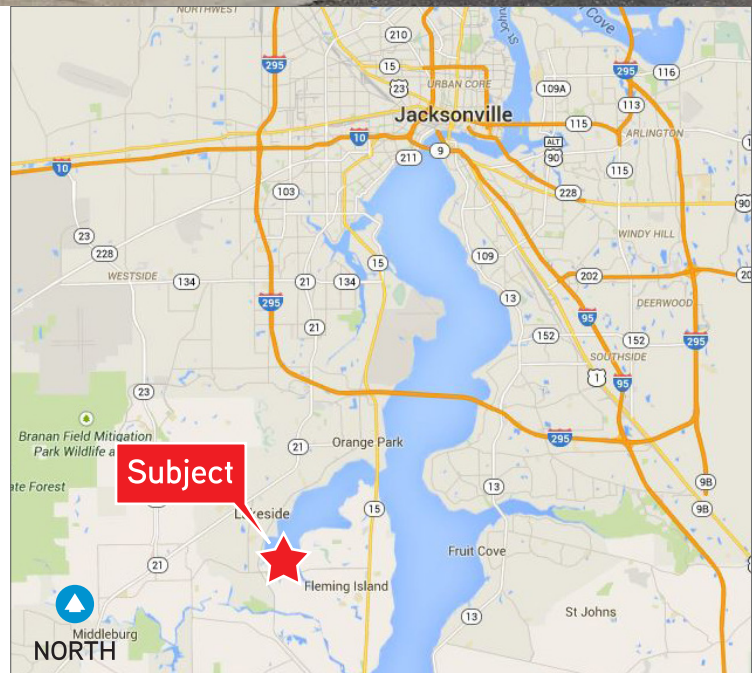 NORTHWEST
210
15
295
23
URBAN CORE
109A
295
116
113
Jacksonville
115
ARLINGTON
10
10
211
9
ALT
90
115
103
228
90
23
228
WINDY HILL
WESTSIDE
134
21
134
15
109
202
295
13
DEERWOOD
21
95
152
152
295
SOUTHSIDE
1
95
23
Branan Field Mitigation
Park Wildlife a
21
Orange Park
295
Subject
ate Forest
13
9B
9B
Lakeside
15
Fruit Cove
21
Fleming Island
St Johns
13
Middleburg
NORTH